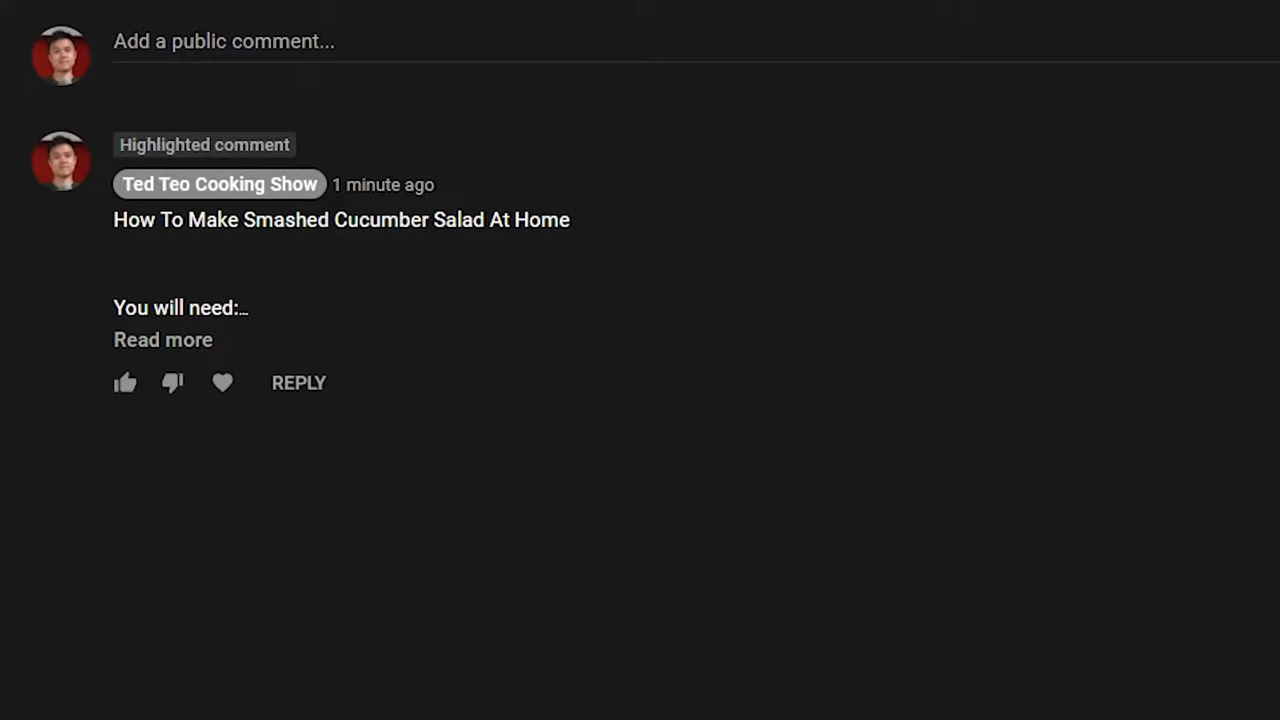 Add a public comment...
Highlighted comment
Ted Teo Cooking Show 1 minute ago
How To Make Smashed Cucumber Salad At Home
You will need:...
Read more
REPLY